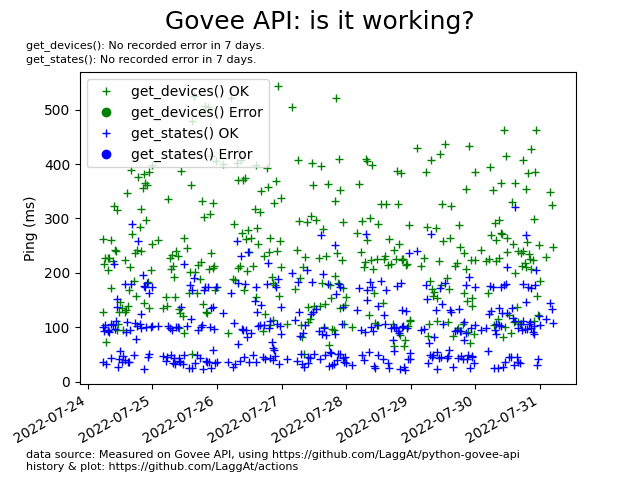 Govee API: is it working?
get_devices(): No recorded error in 7 days.
get_states(): No recorded error in 7 days.
get_devices() OK
get_devices() Error
get_states() OK
get_states() Error
Ping (ms)
500
400
300
200
100
0
2022-07-24
2022-07-25
2022-07-26
2022-07-27
2022-07-28
2022-07-29
2022-07-30
2022-07-31
data source: Measured on Govee API, using https://github.com/LaggAt/python-govee-api
history & plot: https://github.com/LaggAt/actions